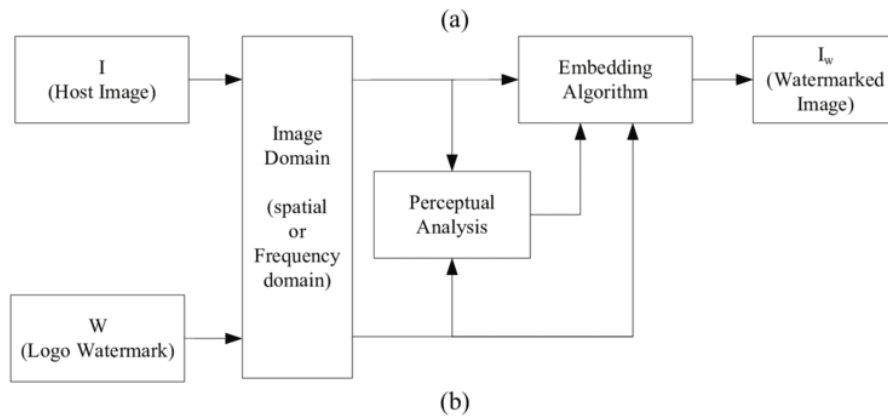 (a)
I
(Host Image)
Image
Domain
(spatial
or
Frequency
domain)
Embedding
Algorithm
I_w
(Watermarked
Image)
Perceptual
Analysis
W
(Logo Watermark)
(b)